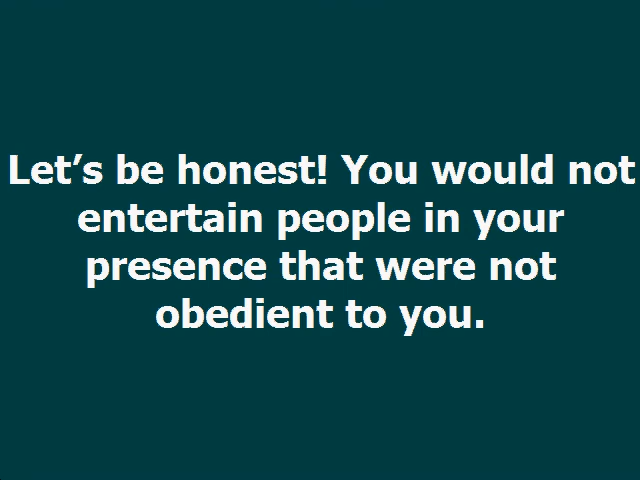 Let’s be honest! You would not
entertain people in your
presence that were not
obedient to you.